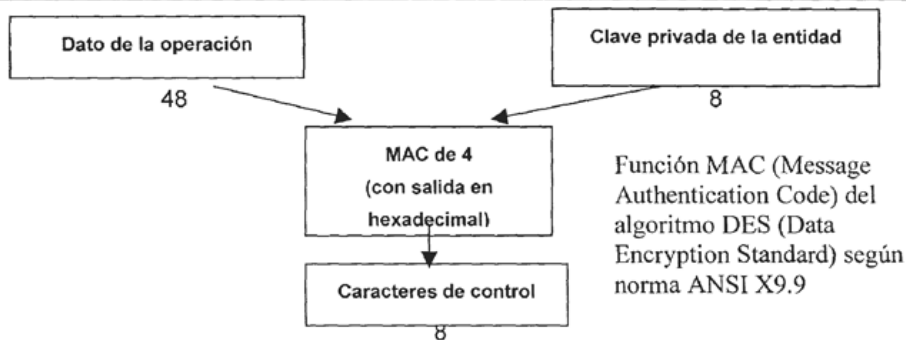 Dato de la operación
Clave privada de la entidad
48
8
MAC de 4
(con salida en
hexadecimal)
Función MAC (Message
Authentication Code) del
algoritmo DES (Data
Encryption Standard) según
norma ANSI X9.9
Caracteres de control
8